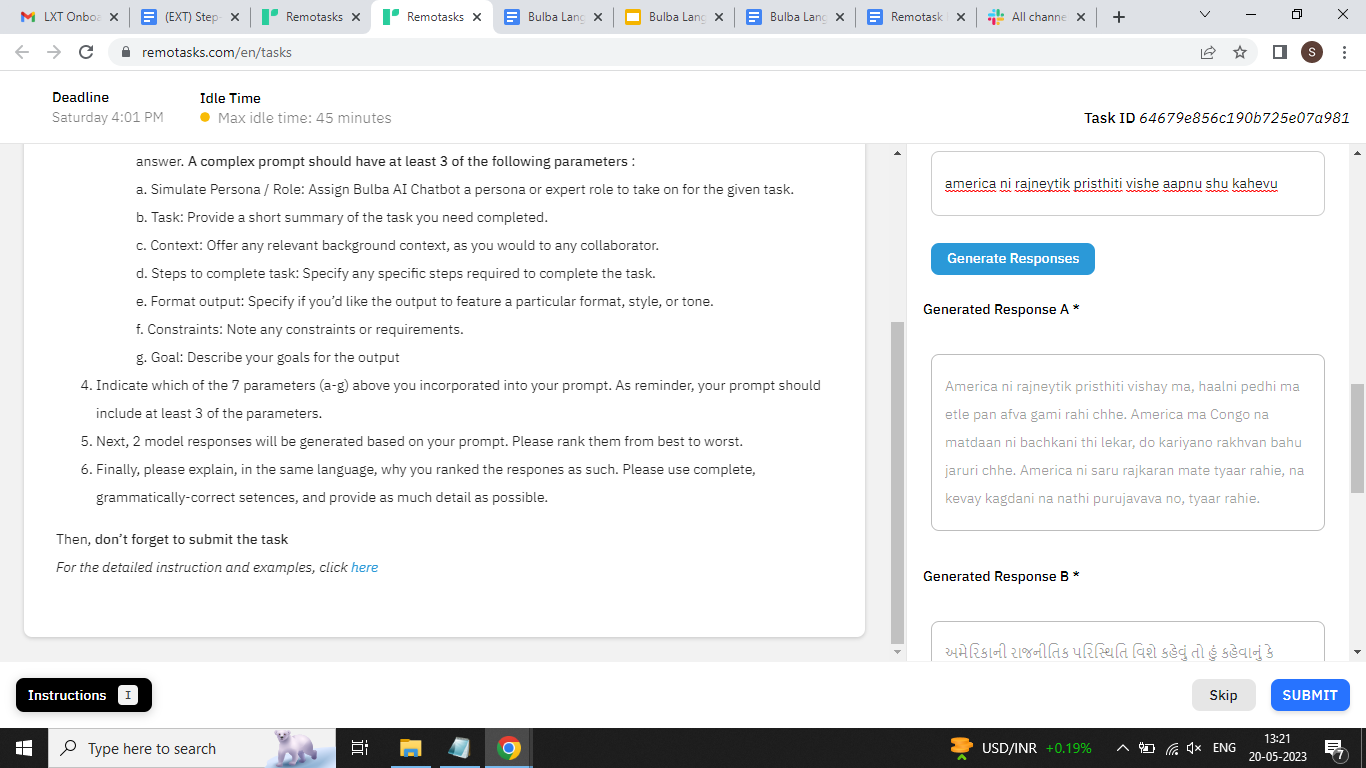 LXT Onboa
(EXT) Step
Remotasks
Remotasks
Bulba Lang
Bulba Lang
Bulba Lang
Remotask
All channe
remotasks.com/en/tasks
S
Deadline
Saturday 4:01 PM
Idle Time
Max idle time: 45 minutes
Task ID 64679e856c190b725e07a981
answer. A complex prompt should have at least 3 of the following parameters :
a. Simulate Persona / Role: Assign Bulba AI Chatbot a persona or expert role to take on for the given task.
b. Task: Provide a short summary of the task you need completed.
c. Context: Offer any relevant background context, as you would to any collaborator.
d. Steps to complete task: Specify any specific steps required to complete the task.
e. Format output: Specify if you'd like the output to feature a particular format, style, or tone.
f. Constraints: Note any constraints or requirements.
g. Goal: Describe your goals for the output
4. Indicate which of the 7 parameters (a-g) above you incorporated into your prompt. As reminder, your prompt should
include at least 3 of the parameters.
5. Next, 2 model responses will be generated based on your prompt. Please rank them from best to worst.
6. Finally, please explain, in the same language, why you ranked the respones as such. Please use complete,
grammatically-correct setences, and provide as much detail as possible.
Then, don't forget to submit the task
For the detailed instruction and examples, click here
america ni rajneytik pristhiti vishe aapnu shu kahevu
Generate Responses
Generated Response A *
America ni rajneytik pristhiti vishay ma, haalni pedhi ma
etle pan afva gami rahi chhe. America ma Congo na
matdaan ni bachkani thi lekar, do kariyano rakhvan bahu
jaruri chhe. America ni saru rajkaran mate tyaar rahie, na
kevay kagdani na nathi purujavava no, tyaar rahie.
Generated Response B *
અમેરિકાની રાજનીતિક પરિસ્થિતિ વિશે કહેવું તો હું કહેવાનું કે
Instructions I
Skip
SUBMIT
Type here to search
USD/INR +0.19%
ENG
13:21
20-05-2023
7